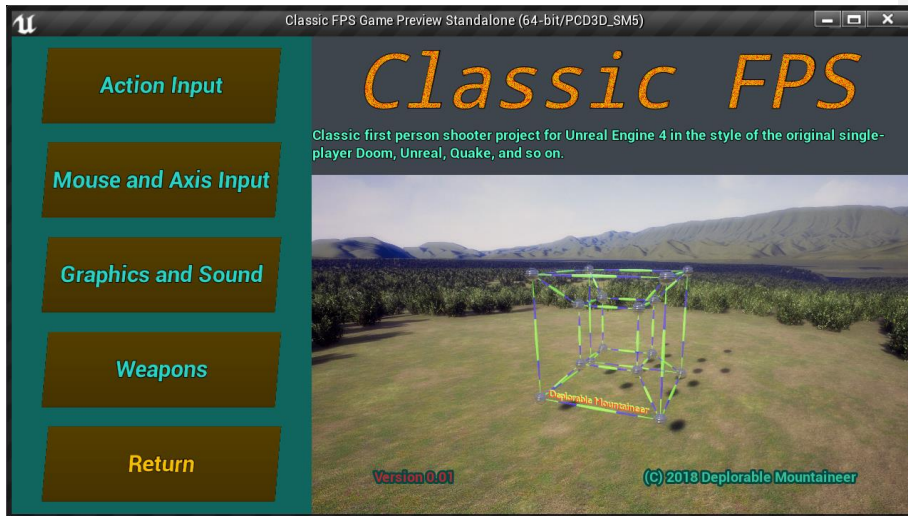 Classic FPS Game Preview Standalone (64-bit/PCD3D_SM5)
Action Input
Mouse and Axis Input
Graphics and Sound
Weapons
Return
Classic FPS
Classic first person shooter project for Unreal Engine 4 in the style of the original single-
player Doom, Unreal, Quake, and so on.
Deplorable Mountaineer
Version 0.01
(C) 2018 Deplorable Mountaineer